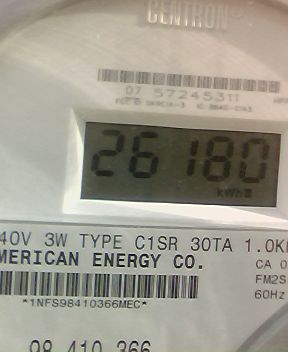 CENTRON®
07 57245311
26180
kWh
40V 3W TYPE C1SR 30TA 1.0K
MERICAN ENERGY CO.
CA 0
FM2S
60Hz
*1NFS98410366MEC*
98 410 366